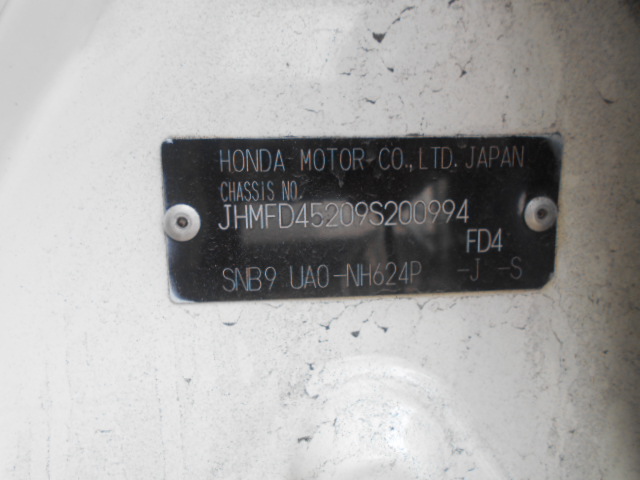 HONDA MOTOR CO., LTD. JAPAN
CHASSIS NO.
JHMFD45209S200994
FD4
SNB9 UA0-NH624P -J -S